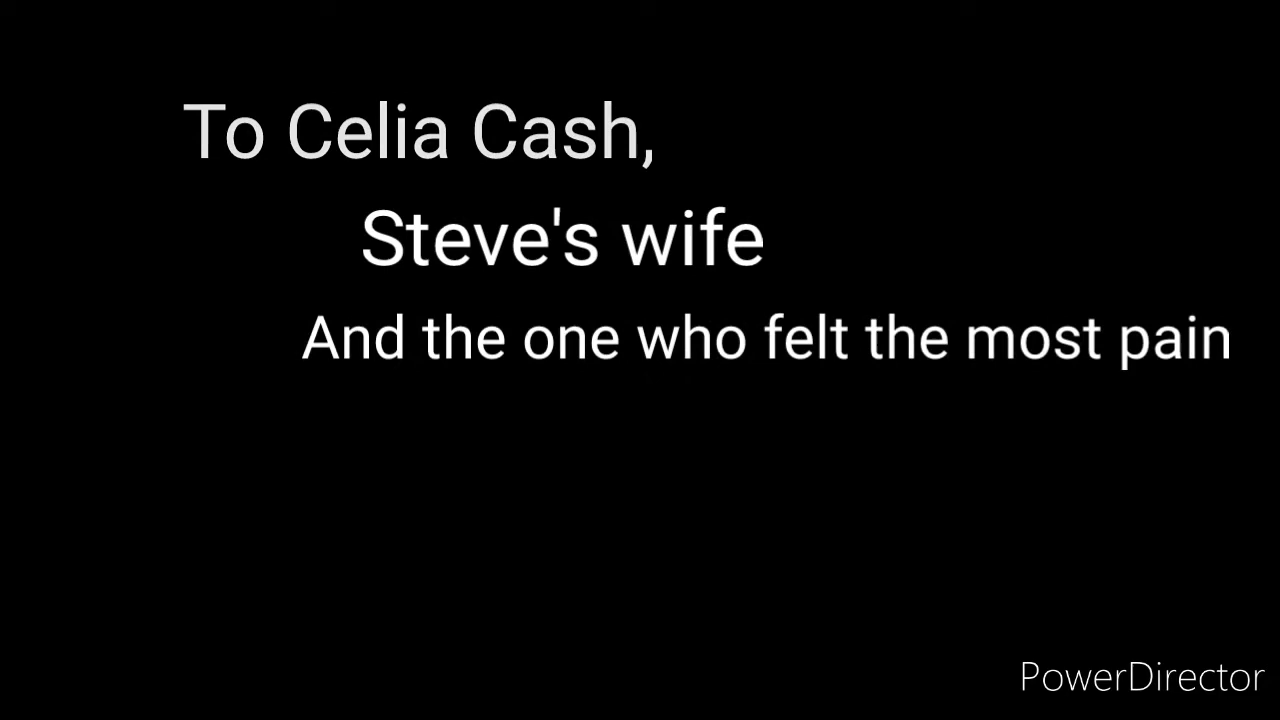 To Celia Cash,
Steve's wife
And the one who felt the most pain
PowerDirector